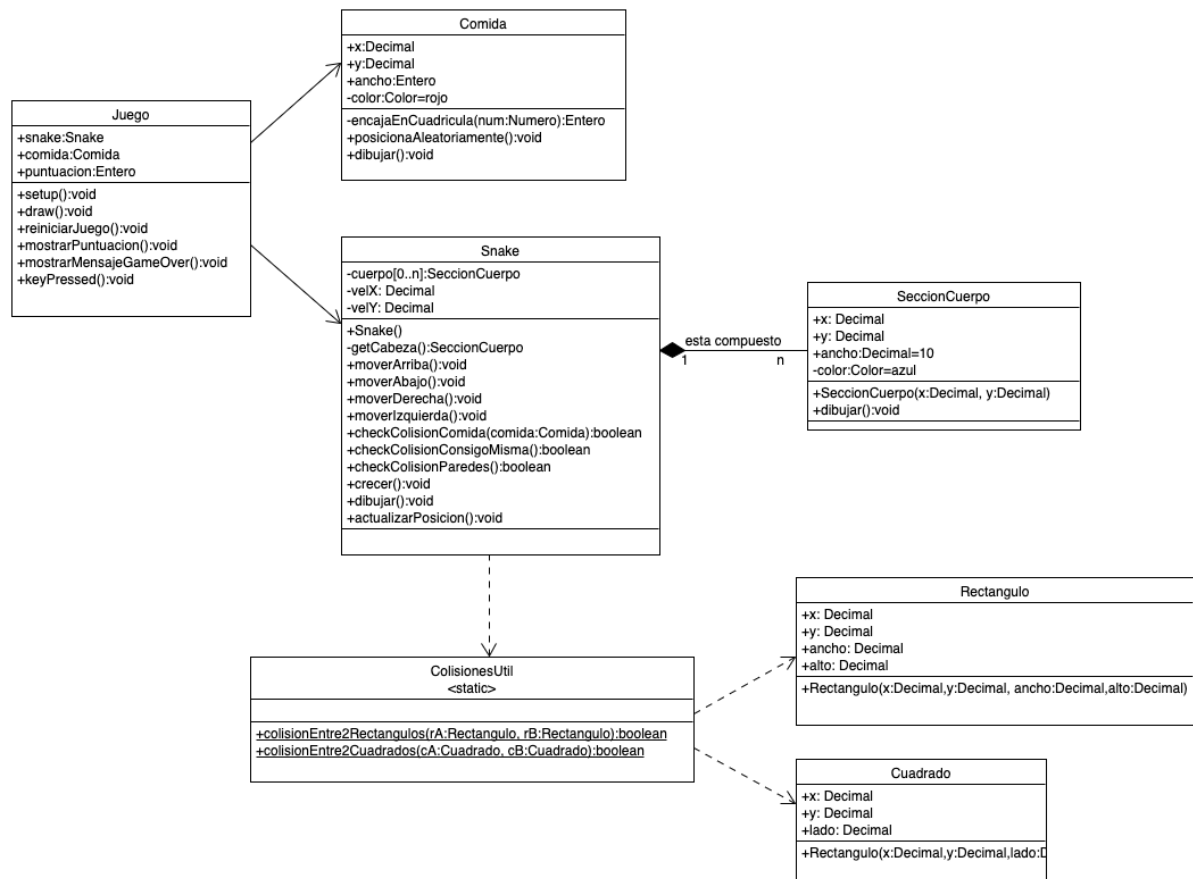 Comida
+x:Decimal
+y:Decimal
+ancho:Entero
-color:Color=rojo
-encajaEnCuadricula(num:Numero):Entero
+posicionaAleatoriamente():void
+dibujar():void
Juego
+snake:Snake
+comida:Comida
+puntuacion:Entero
+setup():void
+draw():void
+reiniciarJuego():void
+mostrarPuntuacion():void
+mostrarMensajeGameOver():void
+keyPressed():void
Snake
-cuerpo[0..n]:SeccionCuerpo
-velX: Decimal
-velY: Decimal
+Snake()
-getCabeza():SeccionCuerpo
+moverArriba():void
+moverAbajo():void
+moverDerecha():void
+moverIzquierda():void
+checkColisionComida(comida:Comida):boolean
+checkColisionConsigoMisma():boolean
+checkColisionParedes():boolean
+crecer():void
+dibujar():void
+actualizarPosicion():void
esta compuesto
1 n
SeccionCuerpo
+x: Decimal
+y: Decimal
+ancho:Decimal=10
-color:Color=azul
+SeccionCuerpo(x:Decimal, y:Decimal)
+dibujar():void
ColisionesUtil
<static>
+colisionEntre2Rectangulos(rA:Rectangulo, rB:Rectangulo):boolean
+colisionEntre2Cuadrados(cA:Cuadrado, cB:Cuadrado):boolean
Rectangulo
+x: Decimal
+y: Decimal
+ancho: Decimal
+alto: Decimal
+Rectangulo(x:Decimal,y:Decimal, ancho:Decimal,alto:Decimal)
Cuadrado
+x: Decimal
+y: Decimal
+lado: Decimal
+Rectangulo(x:Decimal,y:Decimal,lado:D